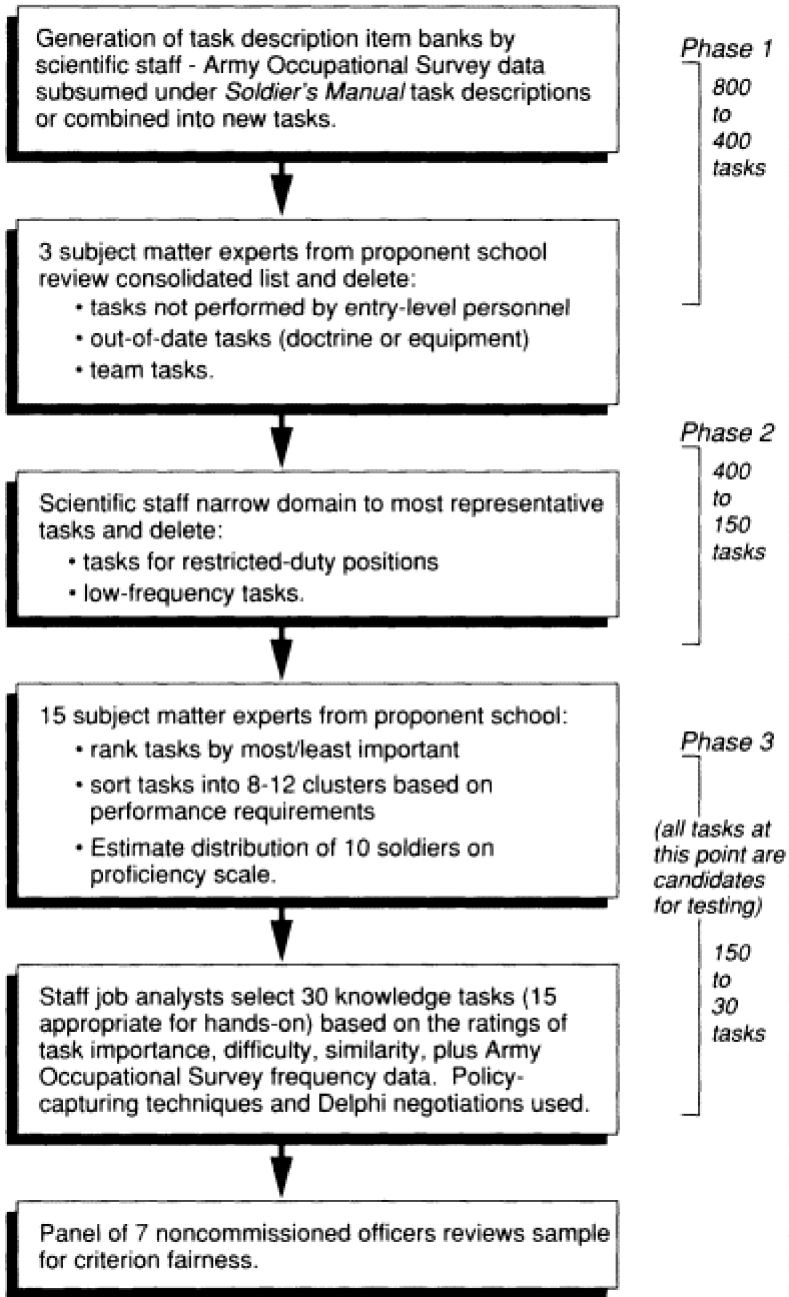 Generation of task description item banks by
scientific staff - Army Occupational Survey data
subsumed under Soldier's Manual task descriptions
or combined into new tasks.
Phase 1
800
to
400
tasks
3 subject matter experts from proponent school
review consolidated list and delete:
• tasks not performed by entry-level personnel
• out-of-date tasks (doctrine or equipment)
• team tasks.
Phase 2
400
to
150
tasks
Scientific staff narrow domain to most representative
tasks and delete:
• tasks for restricted-duty positions
• low-frequency tasks.
15 subject matter experts from proponent school:
• rank tasks by most/least important
• sort tasks into 8-12 clusters based on
performance requirements
• Estimate distribution of 10 soldiers on
proficiency scale.
Phase 3
(all tasks at
this point are
candidates
for testing)
150
to
30
tasks
Staff job analysts select 30 knowledge tasks (15
appropriate for hands-on) based on the ratings of
task importance, difficulty, similarity, plus Army
Occupational Survey frequency data. Policy-
capturing techniques and Delphi negotiations used.
Panel of 7 noncommissioned officers reviews sample
for criterion fairness.